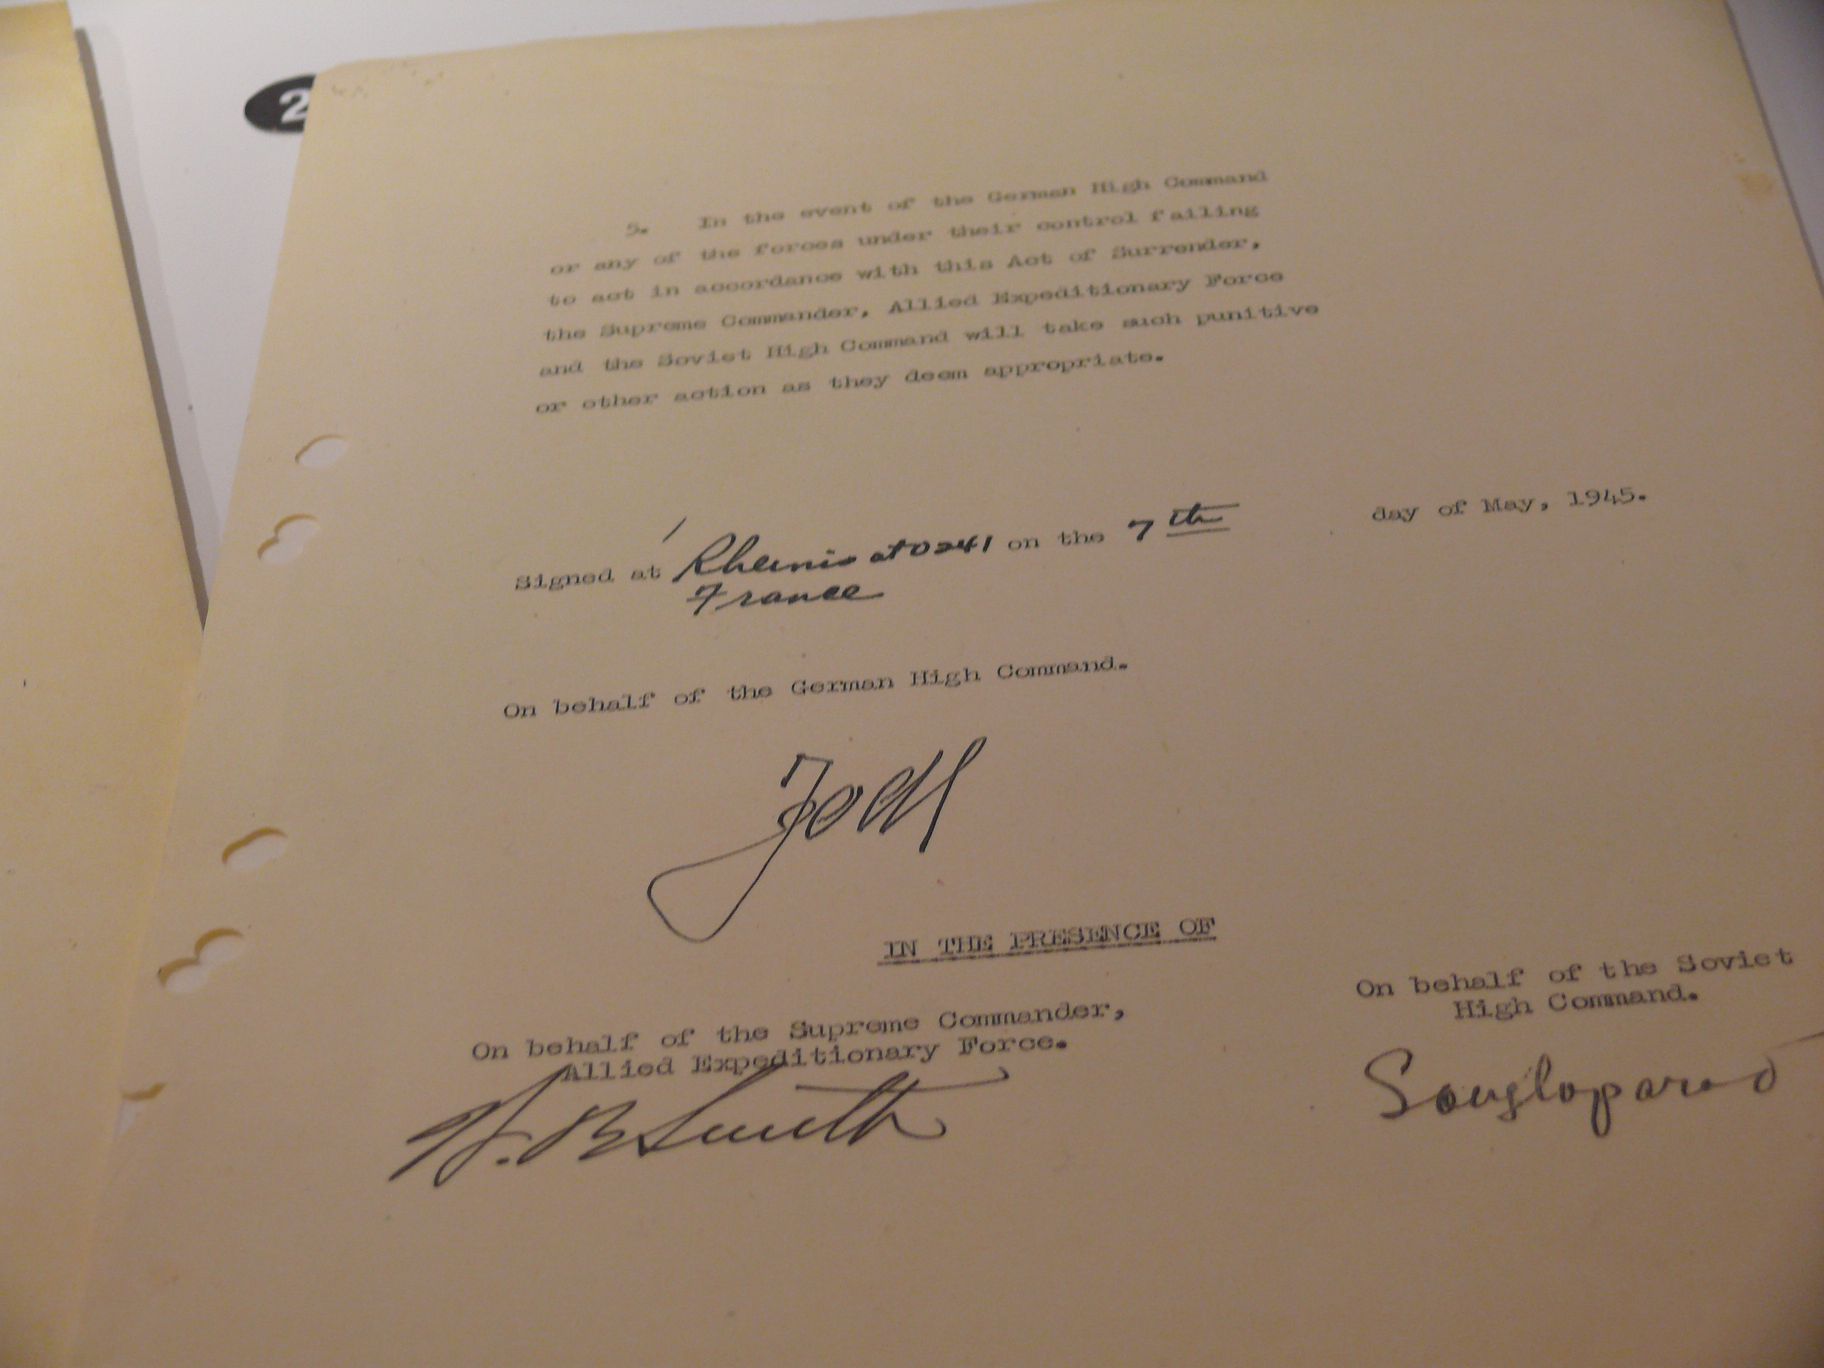 2
5. In the event of the German High Command
or any of the forces under their control failing
to act in accordance with this Act of Surrender,
the Supreme Commander, Allied Expeditionary Force
and the Soviet High Command will take such punitive
or other action as they deem appropriate.
Signed at Rheims at 0241 on the 7th day of May, 1945.
France
On behalf of the German High Command.
Jodl
IN THE PRESENCE OF
On behalf of the Supreme Commander,
Allied Expeditionary Force.
W. B Smith
On behalf of the Soviet
High Command.
Sousloparov